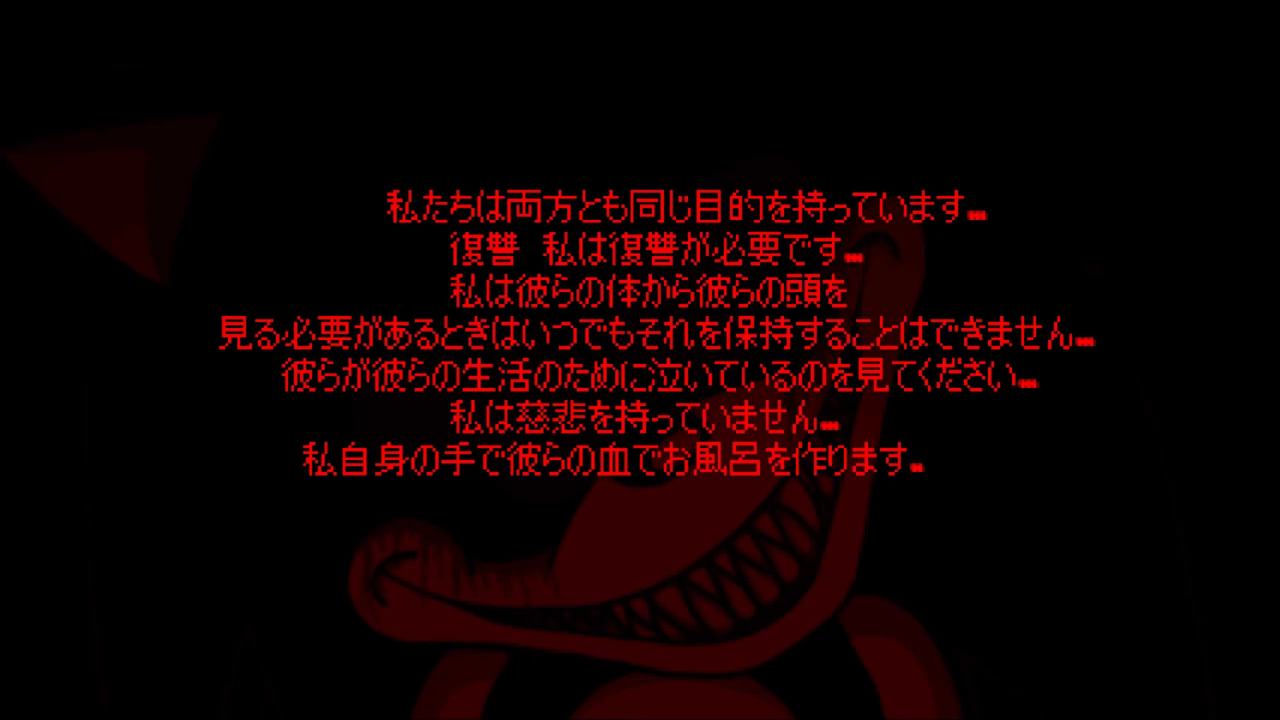 私たちは両方とも同じ目的を持っています…
復讐 私は復讐が必要です…
私は彼らの体から彼らの頭を
見る必要があるときはいつでもそれを保持することはできません…
彼らが彼らの生活のために泣いているのを見てください…
私は慈悲を持っていません…
私自身の手で彼らの血でお風呂を作ります..